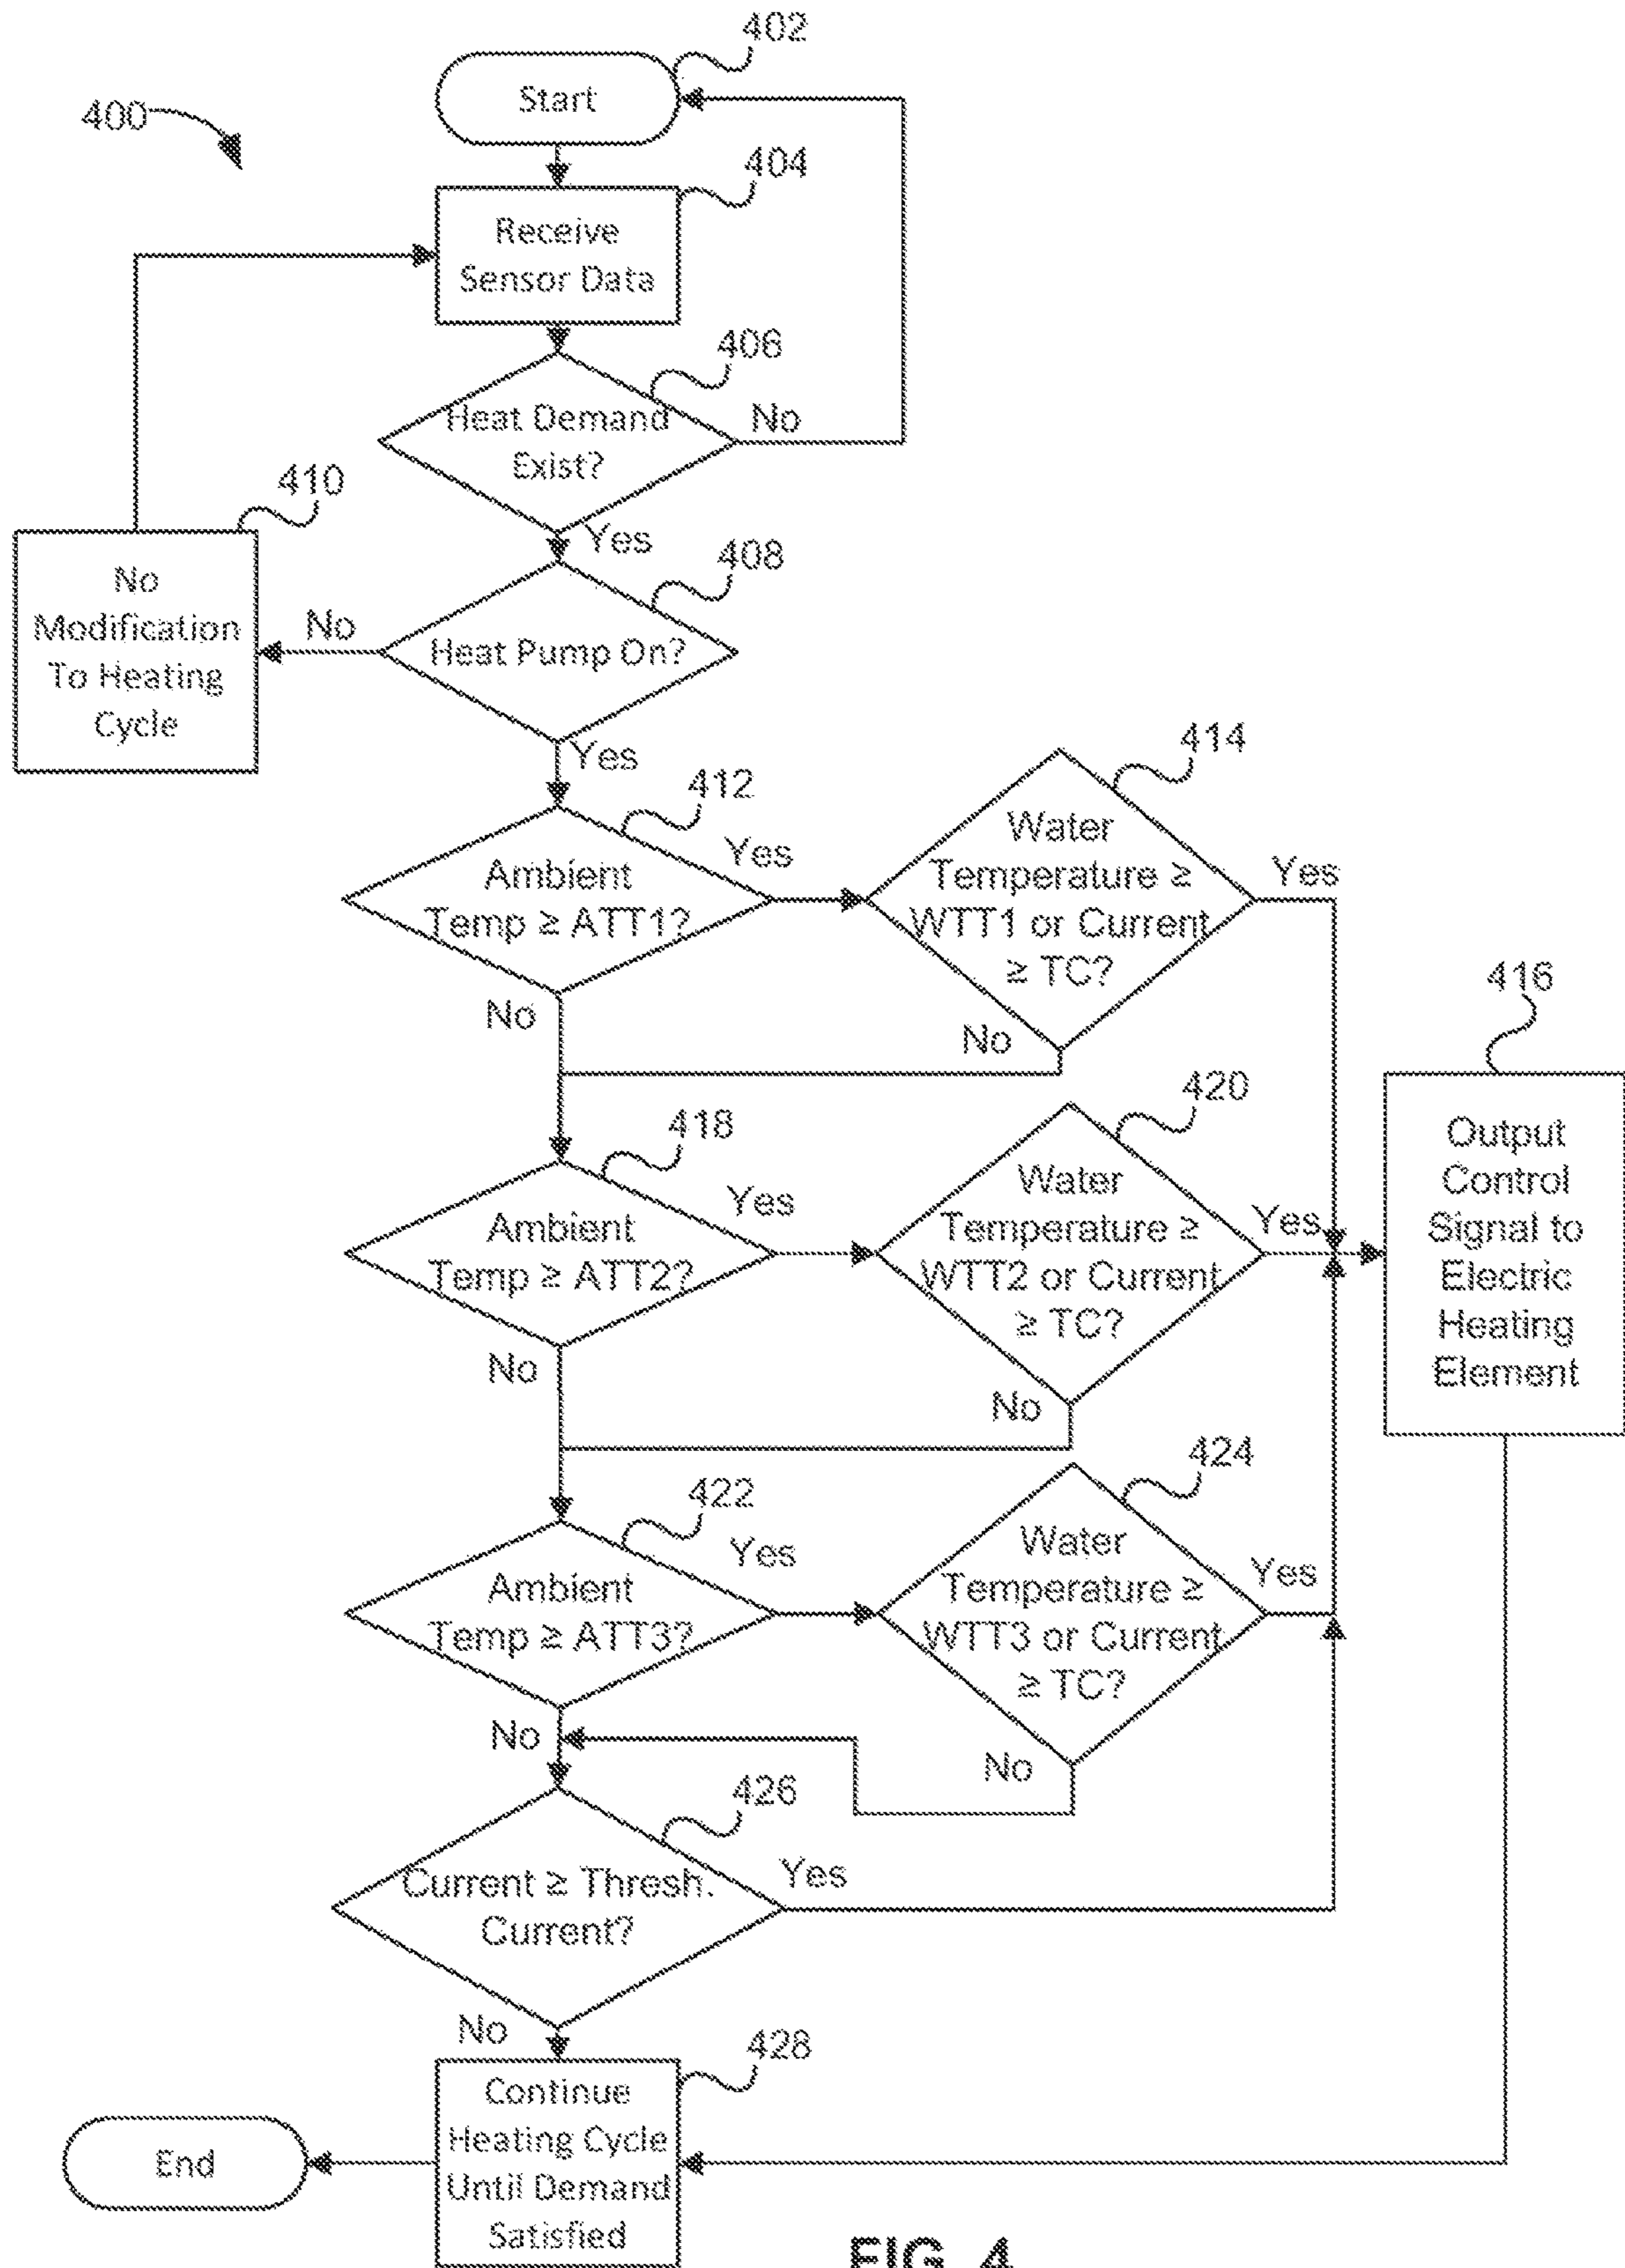 402
Start
400
404
Receive
Sensor Data
406
Heat Demand
Exist?
No
Yes
410
No
Modification
To Heating
Cycle
408
No
Heat Pump On?
Yes
412
Ambient
Temp ≥ ATT1?
Yes
No
414
Water
Temperature ≥
WTT1 or Current
≥ TC?
Yes
No
416
Output
Control
Signal to
Electric
Heating
Element
418
Ambient
Temp ≥ ATT2?
Yes
No
420
Water
Temperature ≥
WTT2 or Current
≥ TC?
Yes
No
422
Ambient
Temp ≥ ATT3?
Yes
No
424
Water
Temperature ≥
WTT3 or Current
≥ TC?
Yes
No
426
Current ≥ Thresh.
Current?
Yes
No
428
Continue
Heating Cycle
Until Demand
Satisfied
End
FIG. 4